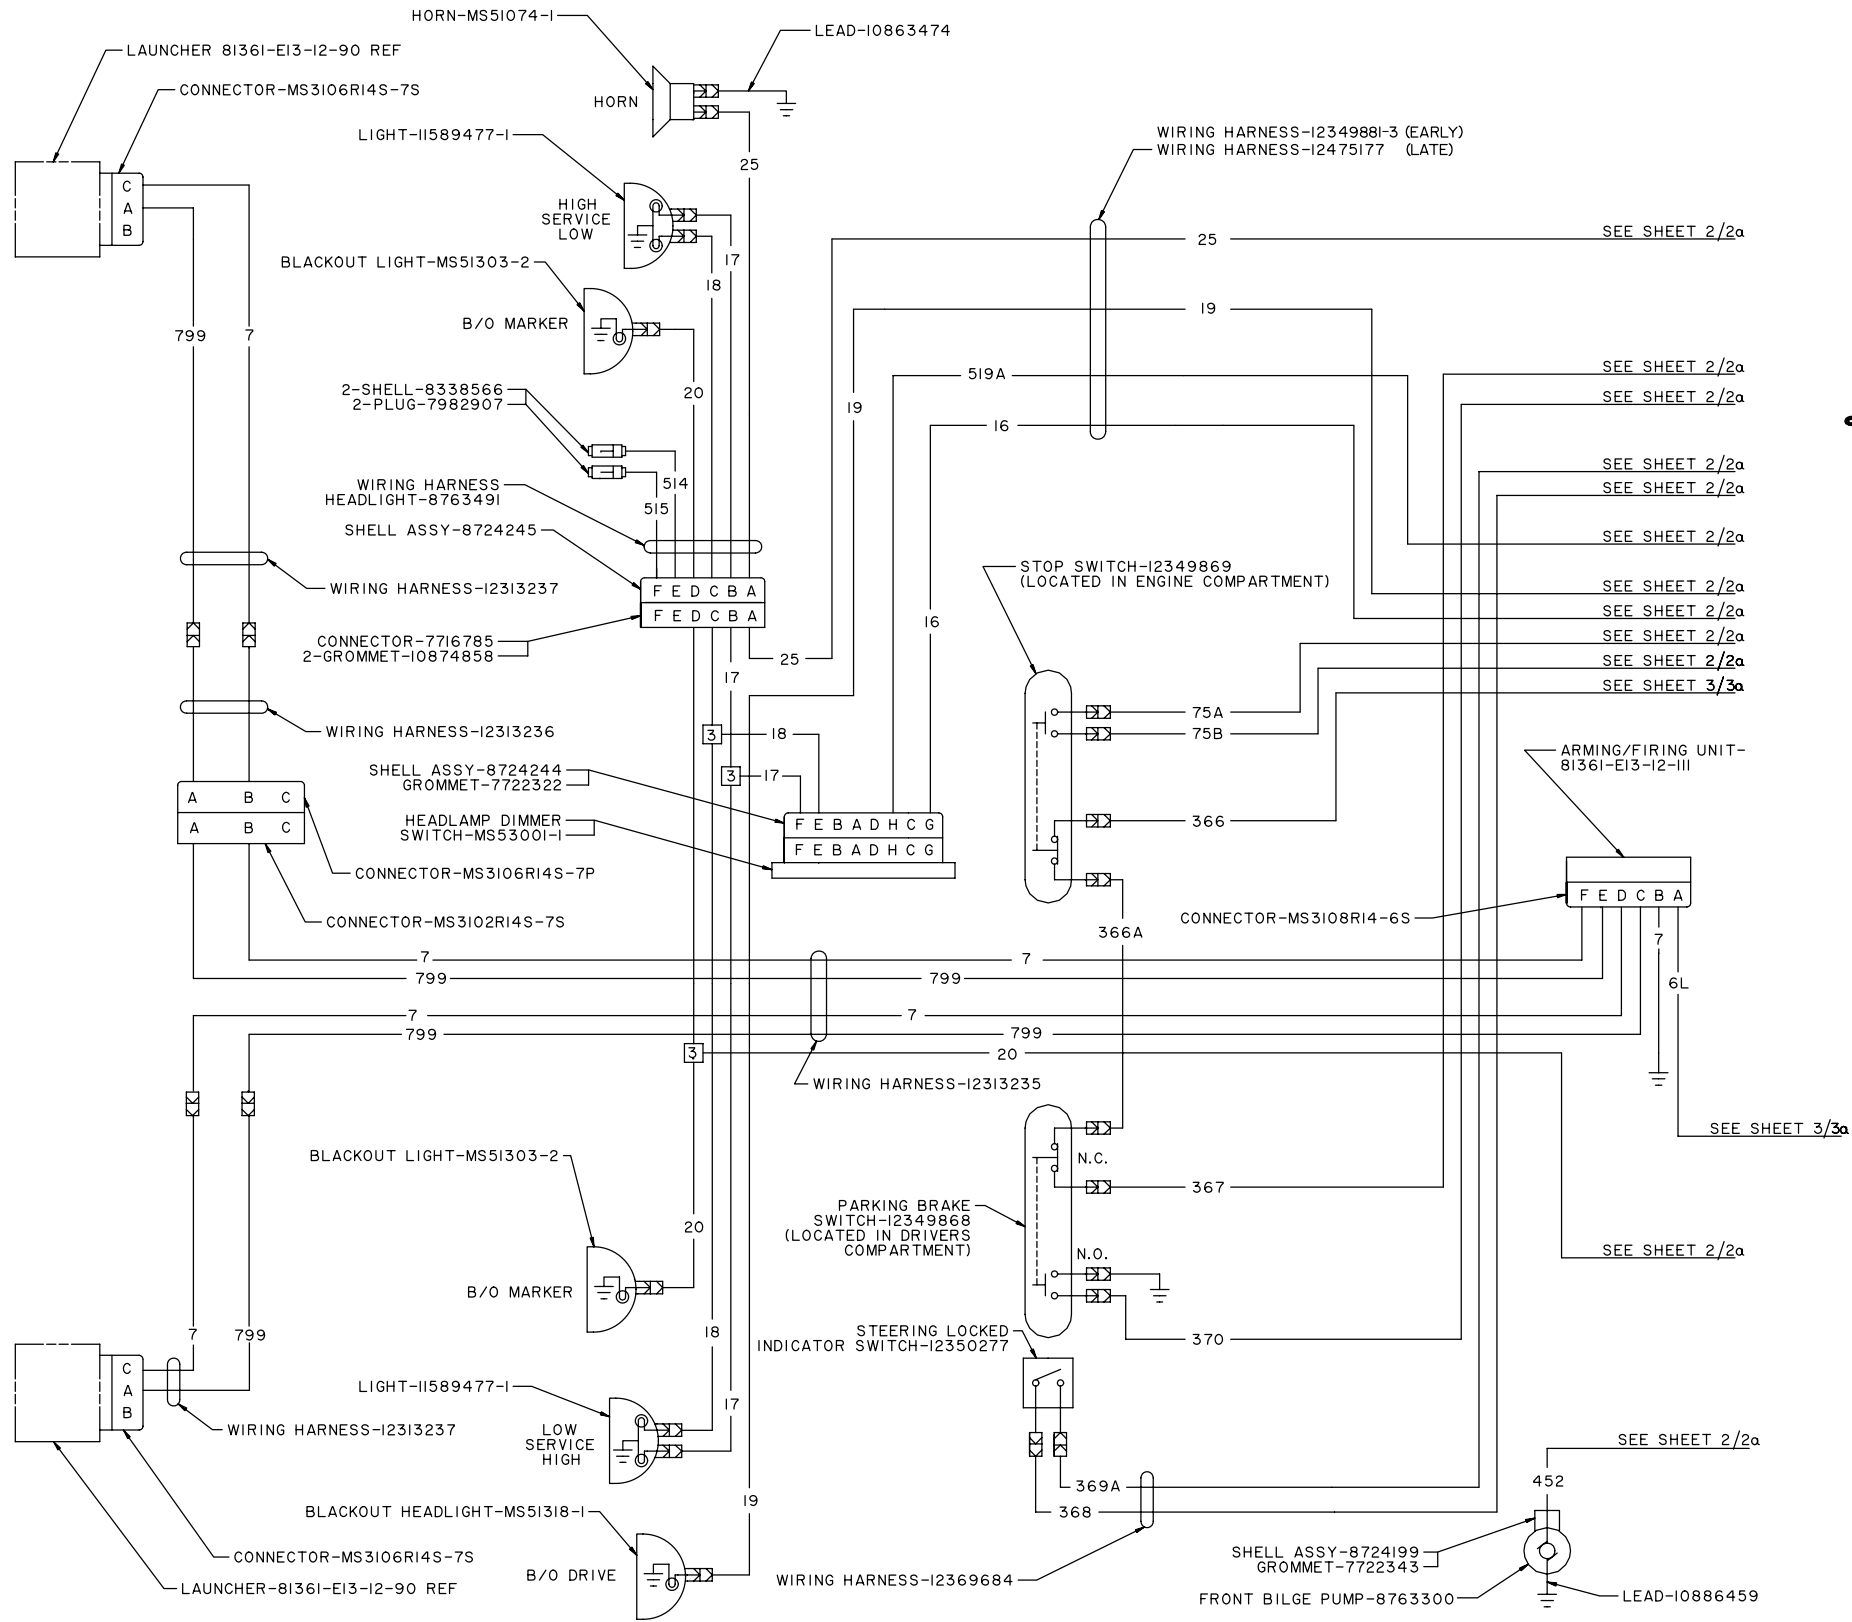 HORN-MS51074-1
LEAD-10863474
LAUNCHER 81361-E13-12-90 REF
CONNECTOR-MS3106R14S-7S
HORN
LIGHT-11589477-1
WIRING HARNESS-12349881-3 (EARLY)
WIRING HARNESS-12475177 (LATE)
25
C
A
B
HIGH
SERVICE
LOW
17
18
25
SEE SHEET 2/2a
BLACKOUT LIGHT-MS51303-2
B/O MARKER
19
799
7
SEE SHEET 2/2a
519A
2-SHELL-8338566
2-PLUG-7982907
20
19
SEE SHEET 2/2a
16
SEE SHEET 2/2a
WIRING HARNESS
HEADLIGHT-8763491
514
515
SEE SHEET 2/2a
SHELL ASSY-8724245
SEE SHEET 2/2a
STOP SWITCH-12349869
(LOCATED IN ENGINE COMPARTMENT)
WIRING HARNESS-12313237
F E D C B A
F E D C B A
SEE SHEET 2/2a
SEE SHEET 2/2a
16
CONNECTOR-7716785
2-GROMMET-10874858
25
SEE SHEET 2/2a
SEE SHEET 2/2a
SEE SHEET 3/3a
17
75A
75B
WIRING HARNESS-12313236
3
18
3
17
ARMING/FIRING UNIT-
81361-E13-12-111
SHELL ASSY-8724244
GROMMET-7722322
A B C
A B C
HEADLAMP DIMMER
SWITCH-MS53001-1
F E B A D H C G
F E B A D H C G
366
CONNECTOR-MS3106R14S-7P
F E D C B A
CONNECTOR-MS3102R14S-7S
CONNECTOR-MS3108R14-6S
366A
7
7
7
799
799
6L
7
7
799
799
3
20
WIRING HARNESS-12313235
SEE SHEET 3/3a
BLACKOUT LIGHT-MS51303-2
N.C.
367
PARKING BRAKE
SWITCH-12349868
(LOCATED IN DRIVERS
COMPARTMENT)
20
N.O.
SEE SHEET 2/2a
B/O MARKER
7
799
18
STEERING LOCKED
INDICATOR SWITCH-12350277
370
C
A
B
LIGHT-11589477-1
17
WIRING HARNESS-12313237
LOW
SERVICE
HIGH
SEE SHEET 2/2a
452
369A
368
19
BLACKOUT HEADLIGHT-MS51318-1
CONNECTOR-MS3106R14S-7S
B/O DRIVE
WIRING HARNESS-12369684
SHELL ASSY-8724199
GROMMET-7722343
LAUNCHER-81361-E13-12-90 REF
FRONT BILGE PUMP-8763300
LEAD-10886459